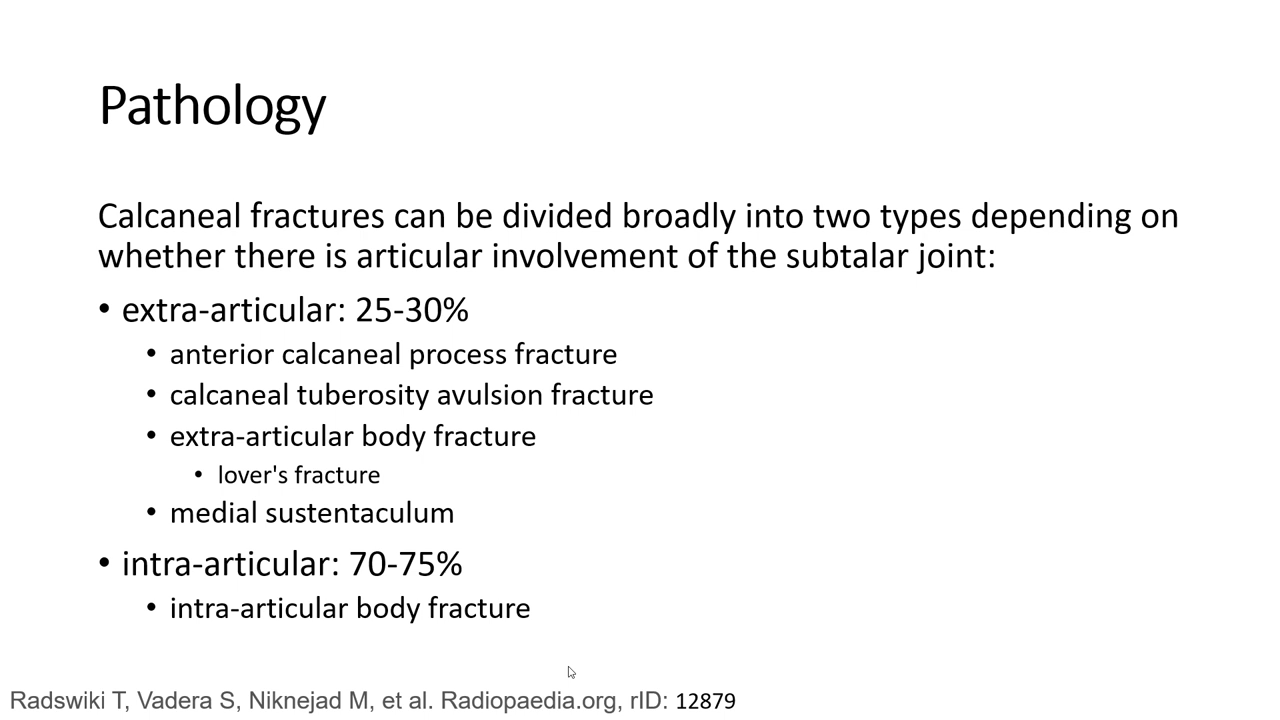 Pathology
Calcaneal fractures can be divided broadly into two types depending on
whether there is articular involvement of the subtalar joint:
• extra-articular: 25-30%
• anterior calcaneal process fracture
• calcaneal tuberosity avulsion fracture
• extra-articular body fracture
• lover's fracture
• medial sustentaculum
• intra-articular: 70-75%
• intra-articular body fracture
Radswiki T, Vadera S, Niknejad M, et al. Radiopaedia.org, rID: 12879